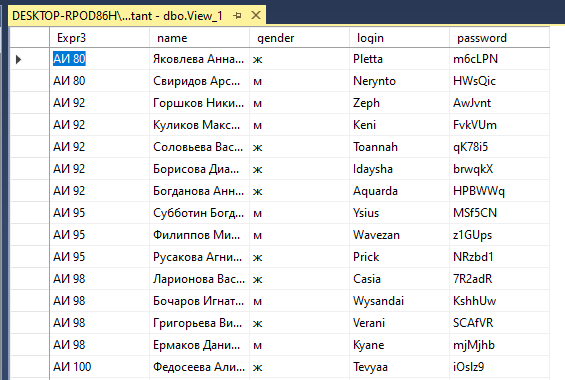 DESKTOP-RPOD86H\...tant - dbo.View_1
Expr3 name gender login password
АИ 80 Яковлева Анна... ж Pletta m6cLPN
АИ 80 Свиридов Арс... м Nerynto HWsQic
АИ 92 Горшков Ники... м Zeph AwJvnt
АИ 92 Куликов Макс... м Keni FvkVUm
АИ 92 Соловьева Вас... ж Toannah qK78i5
АИ 92 Борисова Диа... ж Idaysha brwqkX
АИ 92 Богданова Анн... ж Aquarda HPBWWq
АИ 95 Субботин Богд... м Ysius MSf5CN
АИ 95 Филиппов Ми... м Wavezan z1GUps
АИ 95 Русакова Агни... ж Prick NRzbd1
АИ 98 Ларионова Вас... ж Casia 7R2adR
АИ 98 Бочаров Игнат... м Wysandai KshhUw
АИ 98 Григорьева Ви... ж Verani SCAfVR
АИ 98 Ермаков Дани... м Kyane mjMjhb
АИ 100 Федосеева Али... ж Tevyaa iOslz9